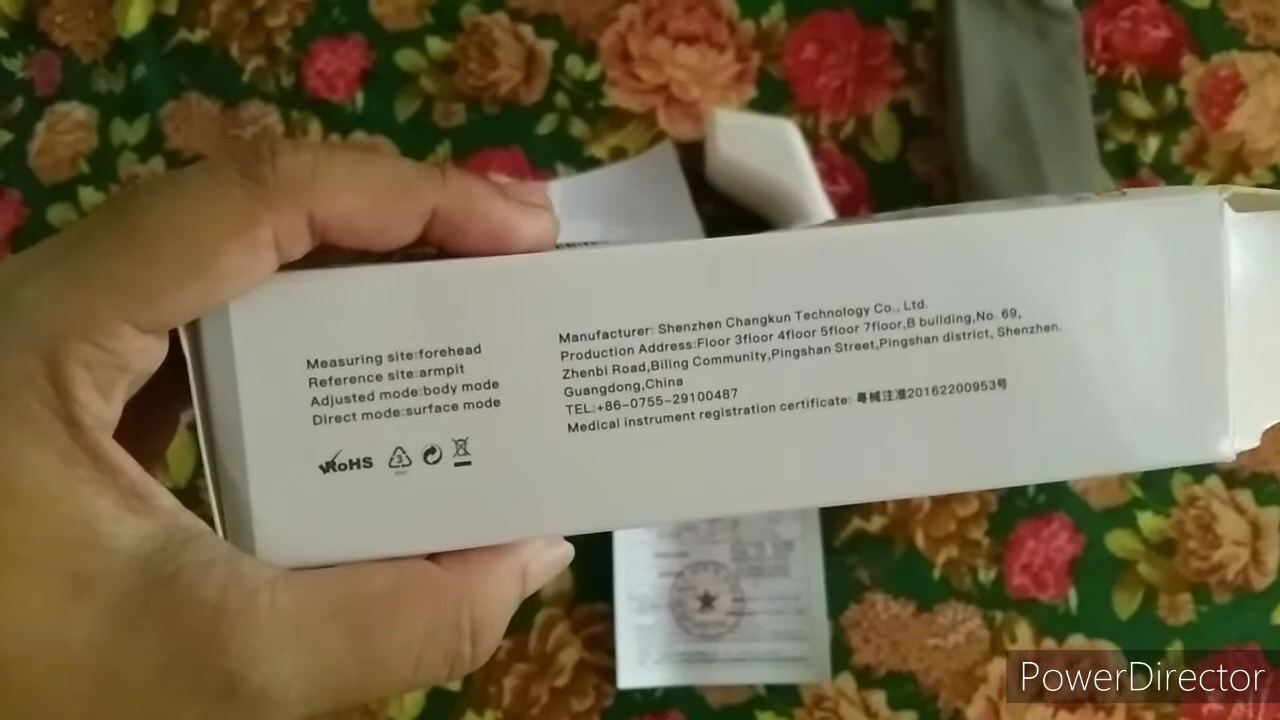 Measuring site:forehead
Reference site:armpit
Adjusted mode:body mode
Direct mode:surface mode
RoHS
3
Manufacturer: Shenzhen Changkun Technology Co., Ltd.
Production Address:Floor 3floor 4floor 5floor 7floor,B building,No. 69,
Zhenbi Road,Biling Community,Pingshan Street,Pingshan district, Shenzhen.
Guangdong,China
TEL:+86-0755-29100487
Medical instrument registration certificate: 粤械注准20162200953号
PowerDirector